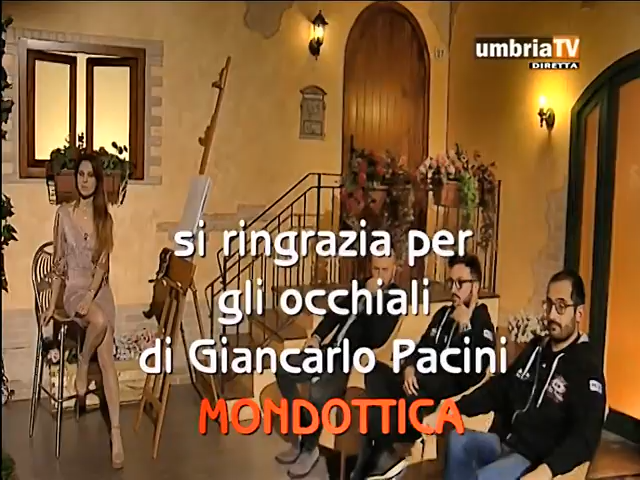 umbriaTV
DIRETTA
si ringrazia per
gli occhiali
di Giancarlo Pacini
MONDOTTICA